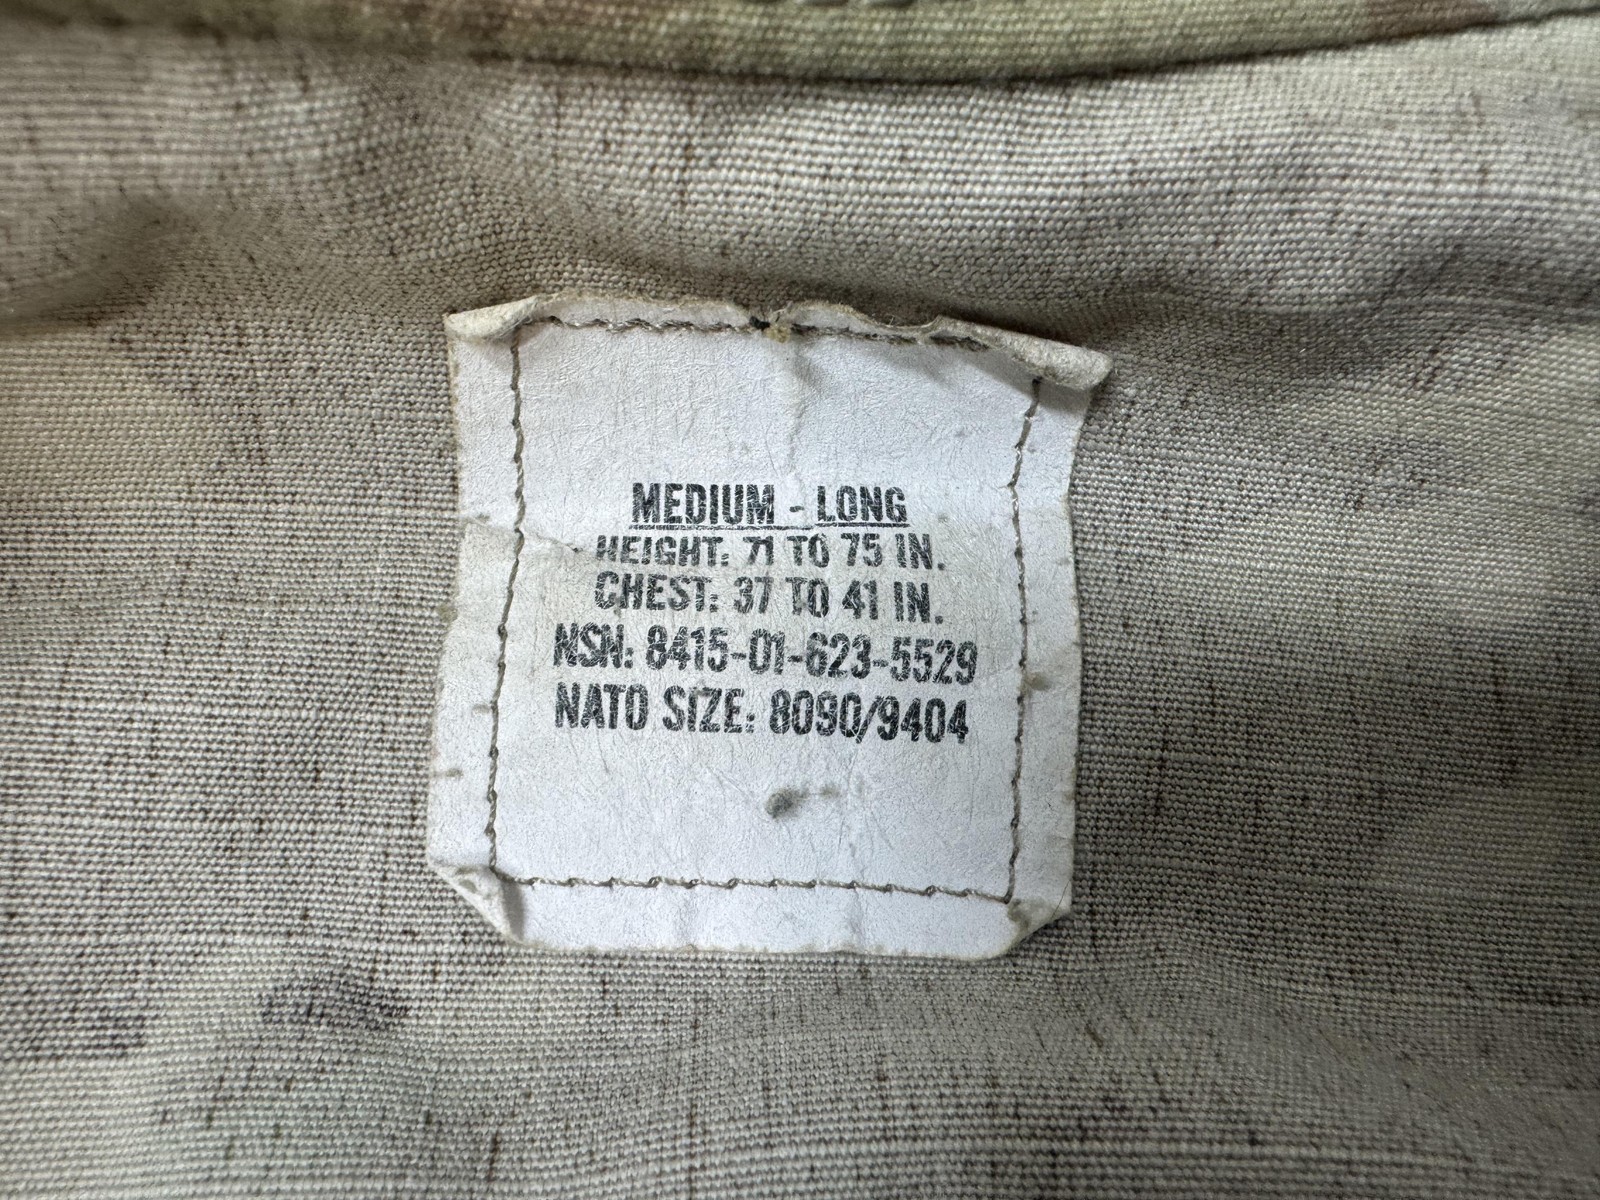 MEDIUM - LONG
HEIGHT: 71 TO 75 IN.
CHEST: 37 TO 41 IN.
NSN: 8415-01-623-5529
NATO SIZE: 8090/9404